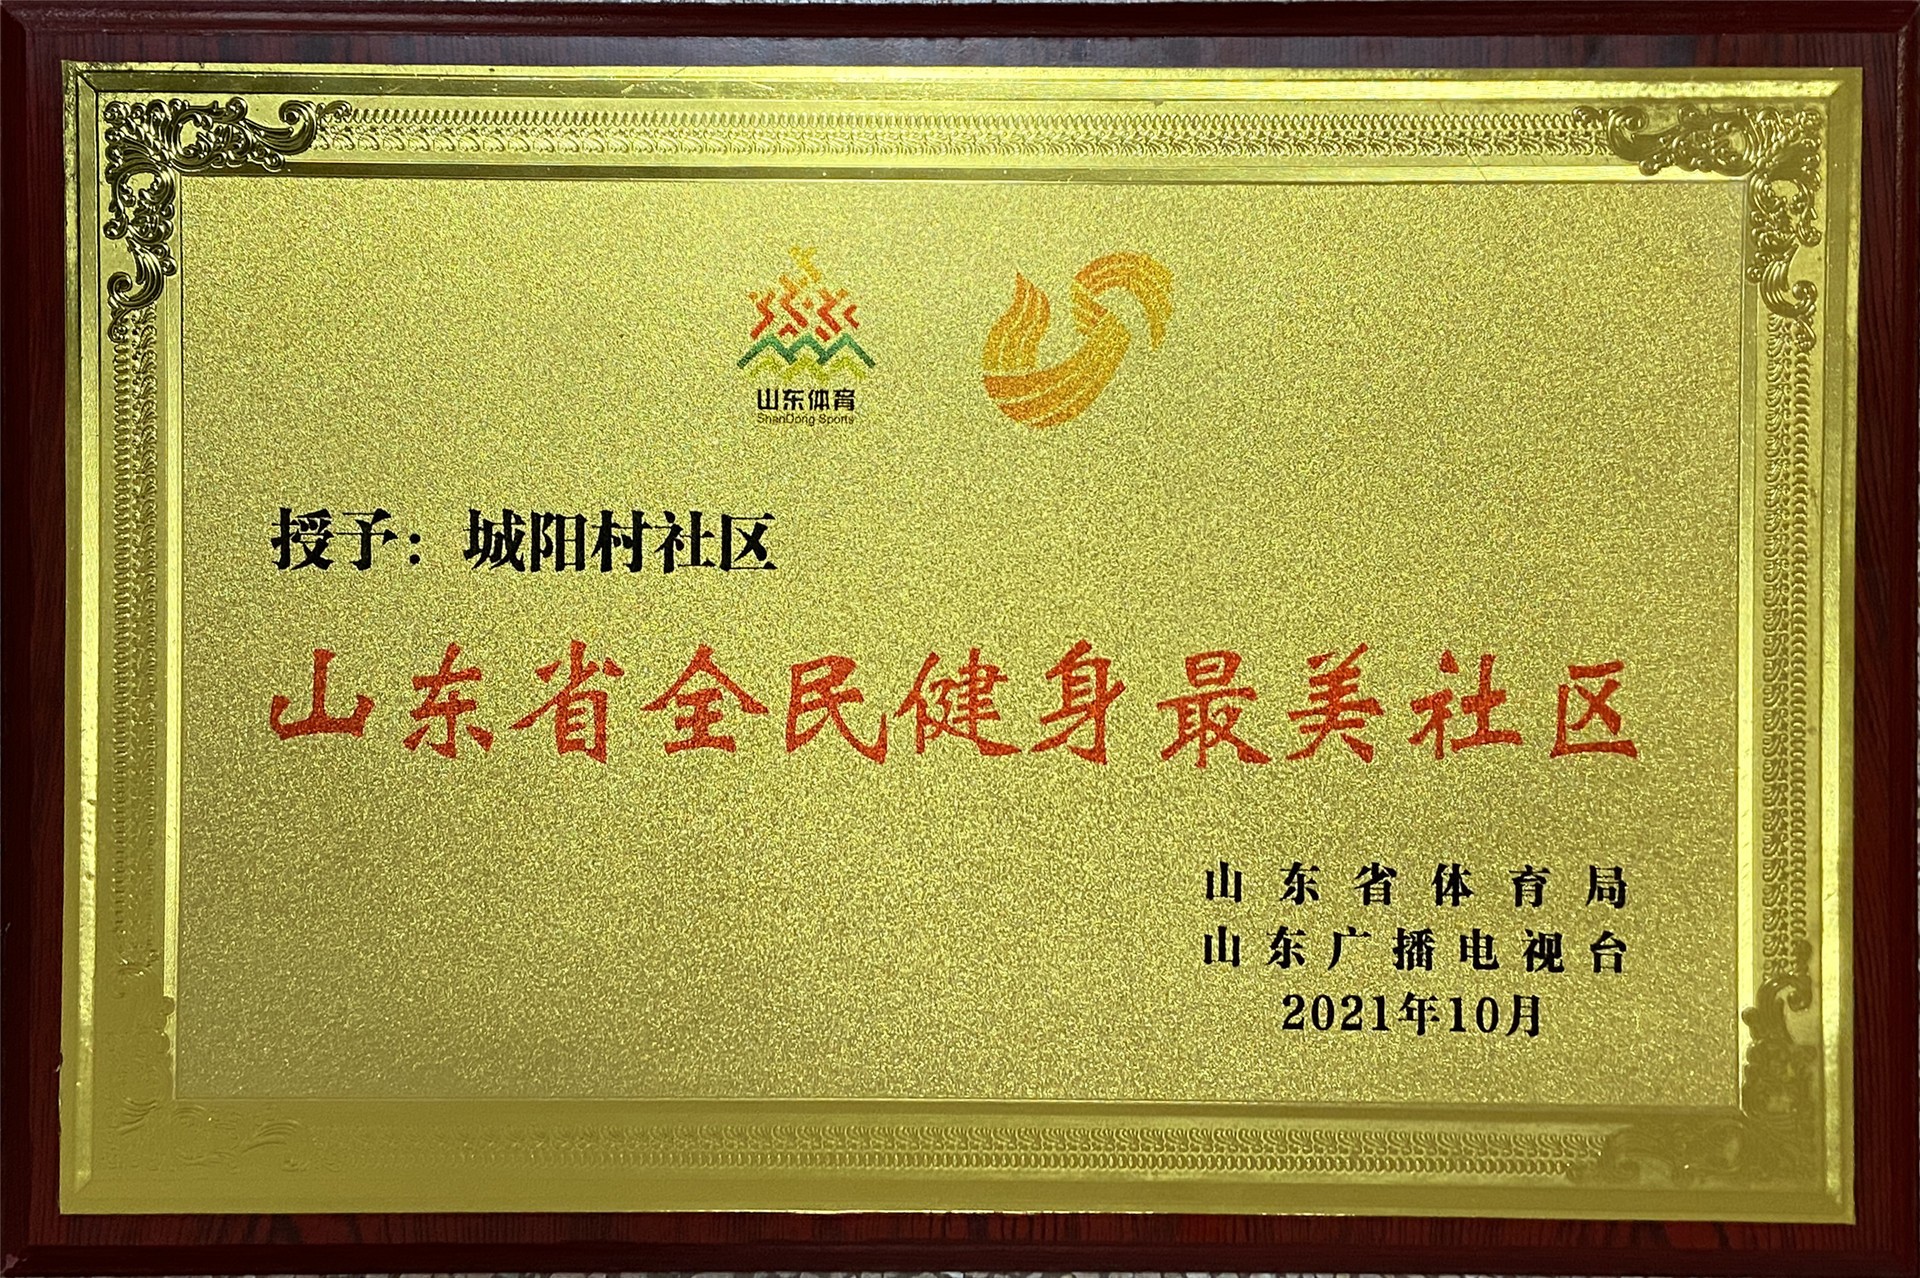 山东体育
ShanDong Sports
授予：城阳村社区
山东省全民健身最美社区
山东省体育局
山东广播电视台
2021年10月